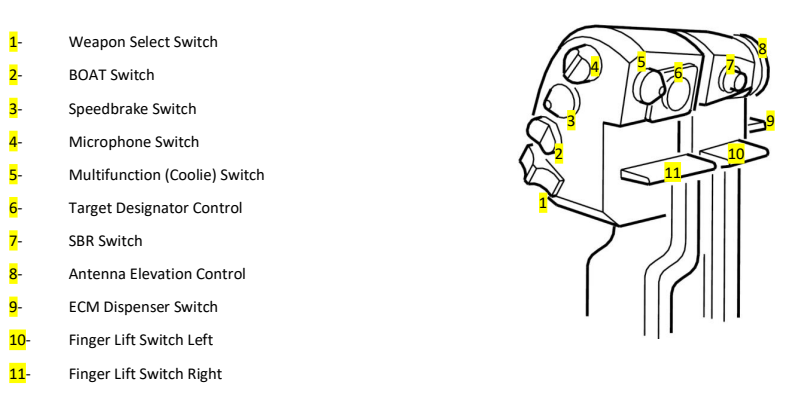 1- Weapon Select Switch
2- BOAT Switch
3- Speedbrake Switch
4- Microphone Switch
5- Multifunction (Coolie) Switch
6- Target Designator Control
7- SBR Switch
8- Antenna Elevation Control
9- ECM Dispenser Switch
10- Finger Lift Switch Left
11- Finger Lift Switch Right
8
5
4
6
7
3
9
2
10
11
1